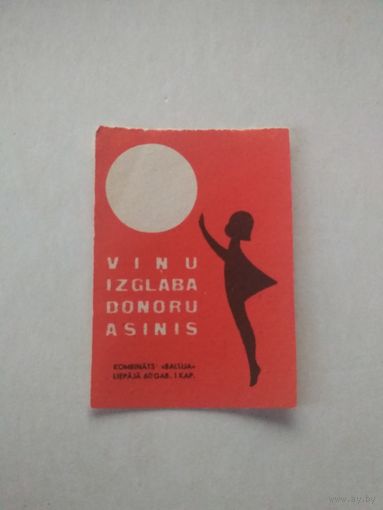 VIŅU
IZGLĀBA
DONORU
ASINIS
KOMBINĀTS «BALTIJA»
LIEPĀJĀ 60 GAB. 1 KAP.
www.ay.by